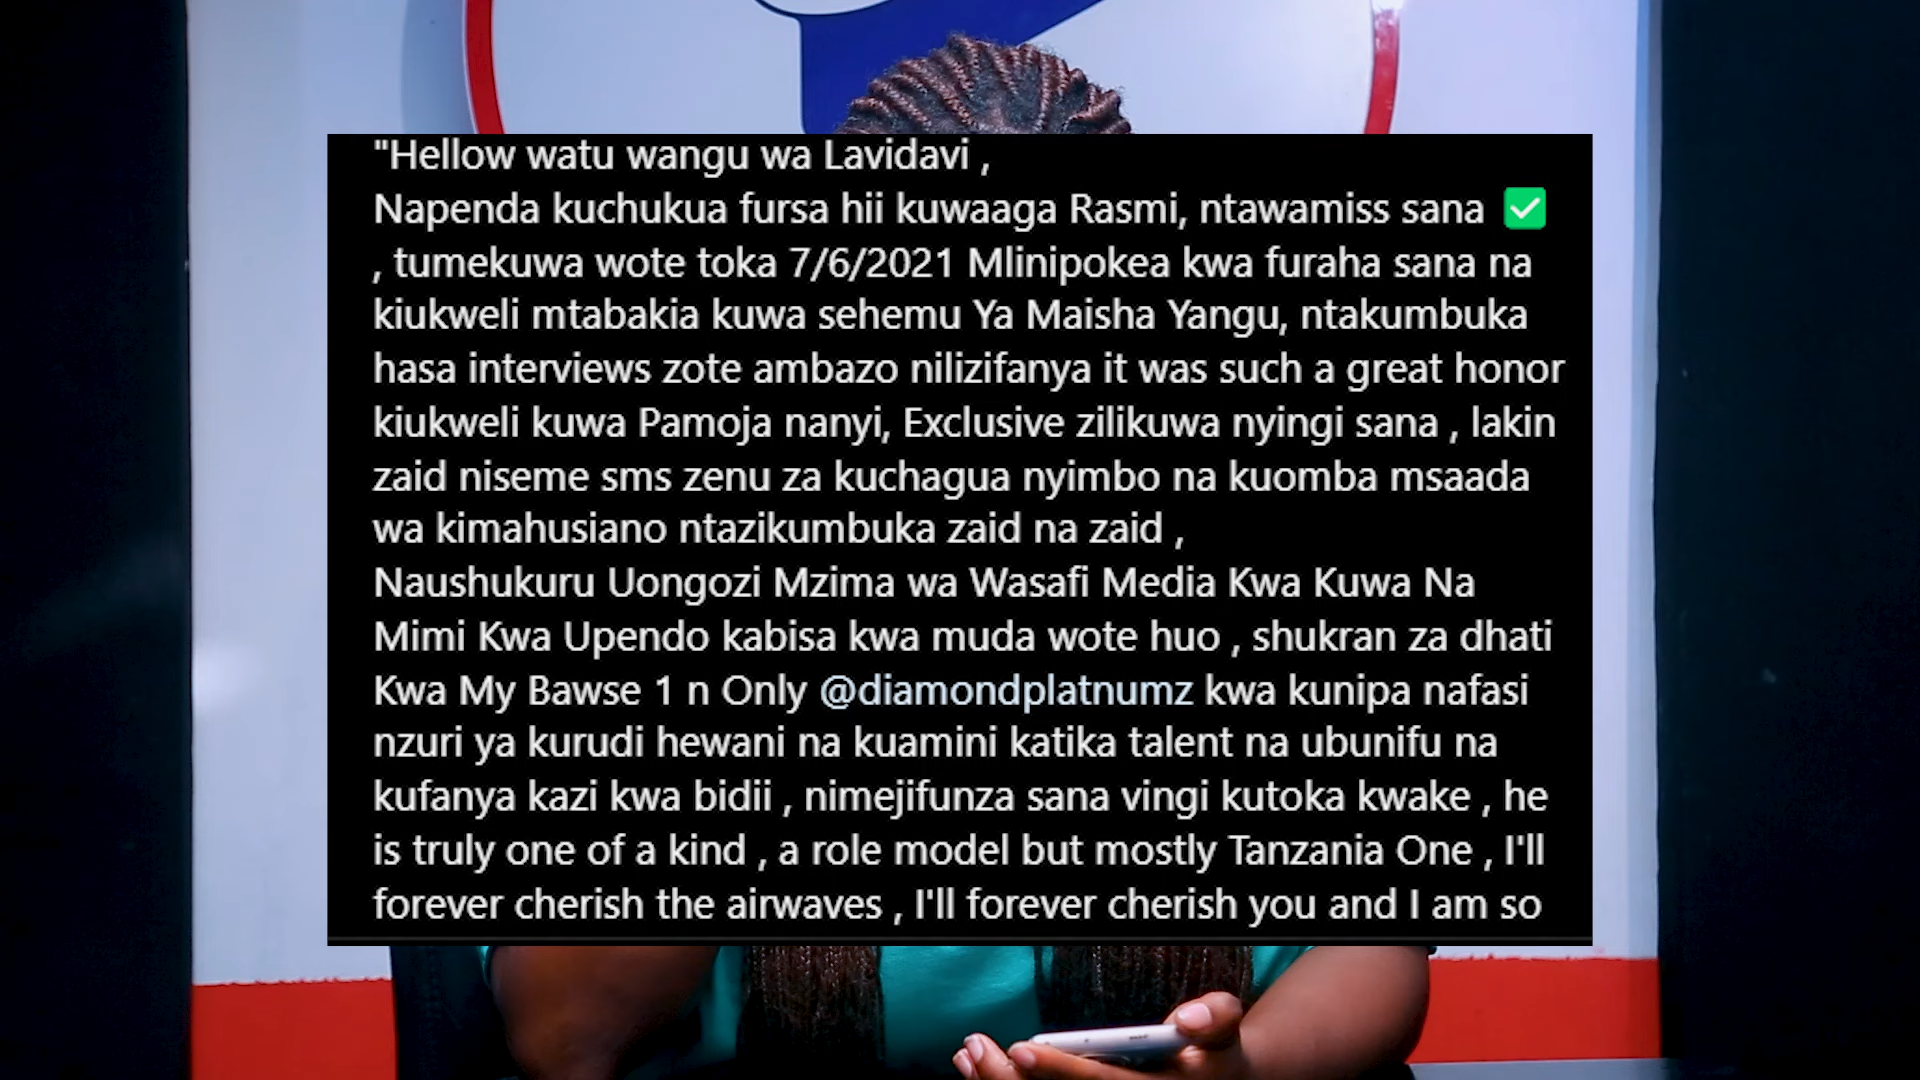 "Hellow watu wangu wa Lavidavi ,
Napenda kuchukua fursa hii kuwaaga Rasmi, ntawamiss sana ✅
, tumekuwa wote toka 7/6/2021 Mlinipokea kwa furaha sana na
kiukweli mtabakia kuwa sehemu Ya Maisha Yangu, ntakumbuka
hasa interviews zote ambazo nilizifanya it was such a great honor
kiukweli kuwa Pamoja nanyi, Exclusive zilikuwa nyingi sana , lakin
zaid niseme sms zenu za kuchagua nyimbo na kuomba msaada
wa kimahusiano ntazikumbuka zaid na zaid ,
Naushukuru Uongozi Mzima wa Wasafi Media Kwa Kuwa Na
Mimi Kwa Upendo kabisa kwa muda wote huo , shukran za dhati
Kwa My Bawse 1 n Only @diamondplatnumz kwa kunipa nafasi
nzuri ya kurudi hewani na kuamini katika talent na ubunifu na
kufanya kazi kwa bidii , nimejifunza sana vingi kutoka kwake , he
is truly one of a kind , a role model but mostly Tanzania One , I'll
forever cherish the airwaves , I'll forever cherish you and I am so